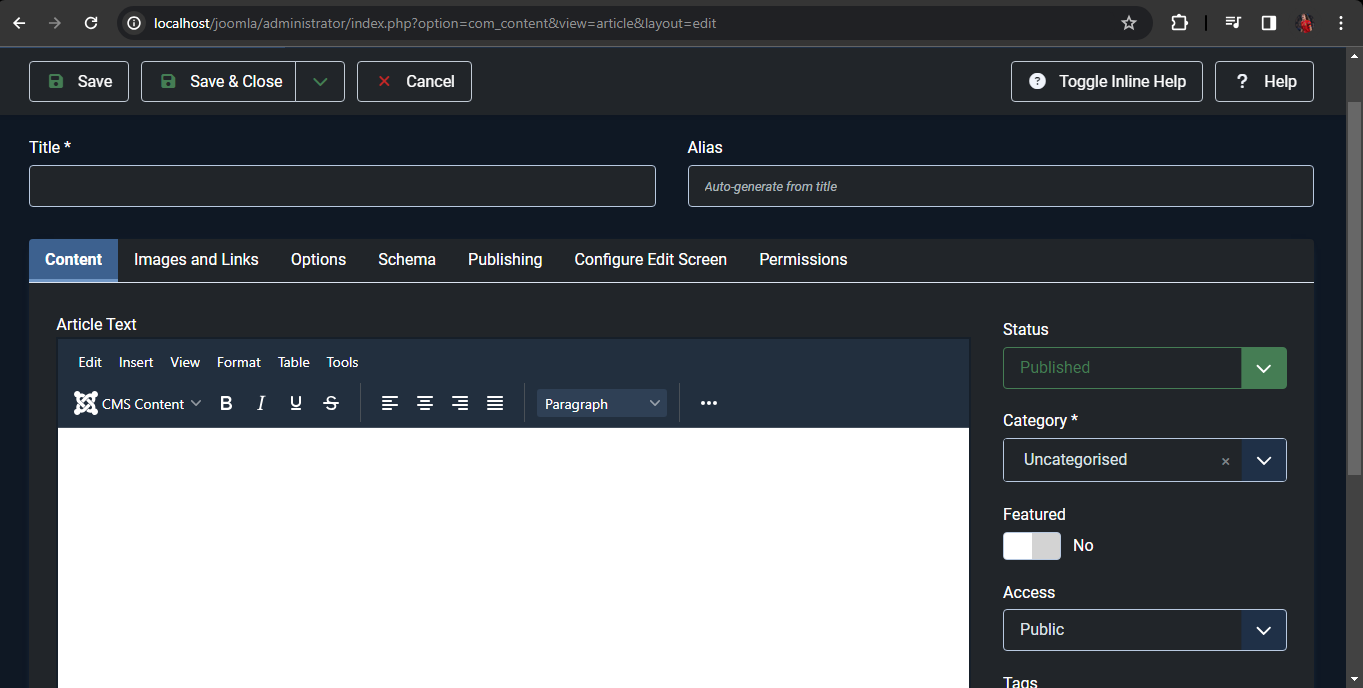 localhost/joomla/administrator/index.php?option=com_content&view=article&layout=edit
Save Save & Close Cancel Toggle Inline Help ? Help
Title * Alias
Auto-generate from title
Content Images and Links Options Schema Publishing Configure Edit Screen Permissions
Article Text
Edit Insert View Format Table Tools
CMS Content B I U S Paragraph
Status
Published
Category *
Uncategorised ×
Featured
No
Access
Public
Tags